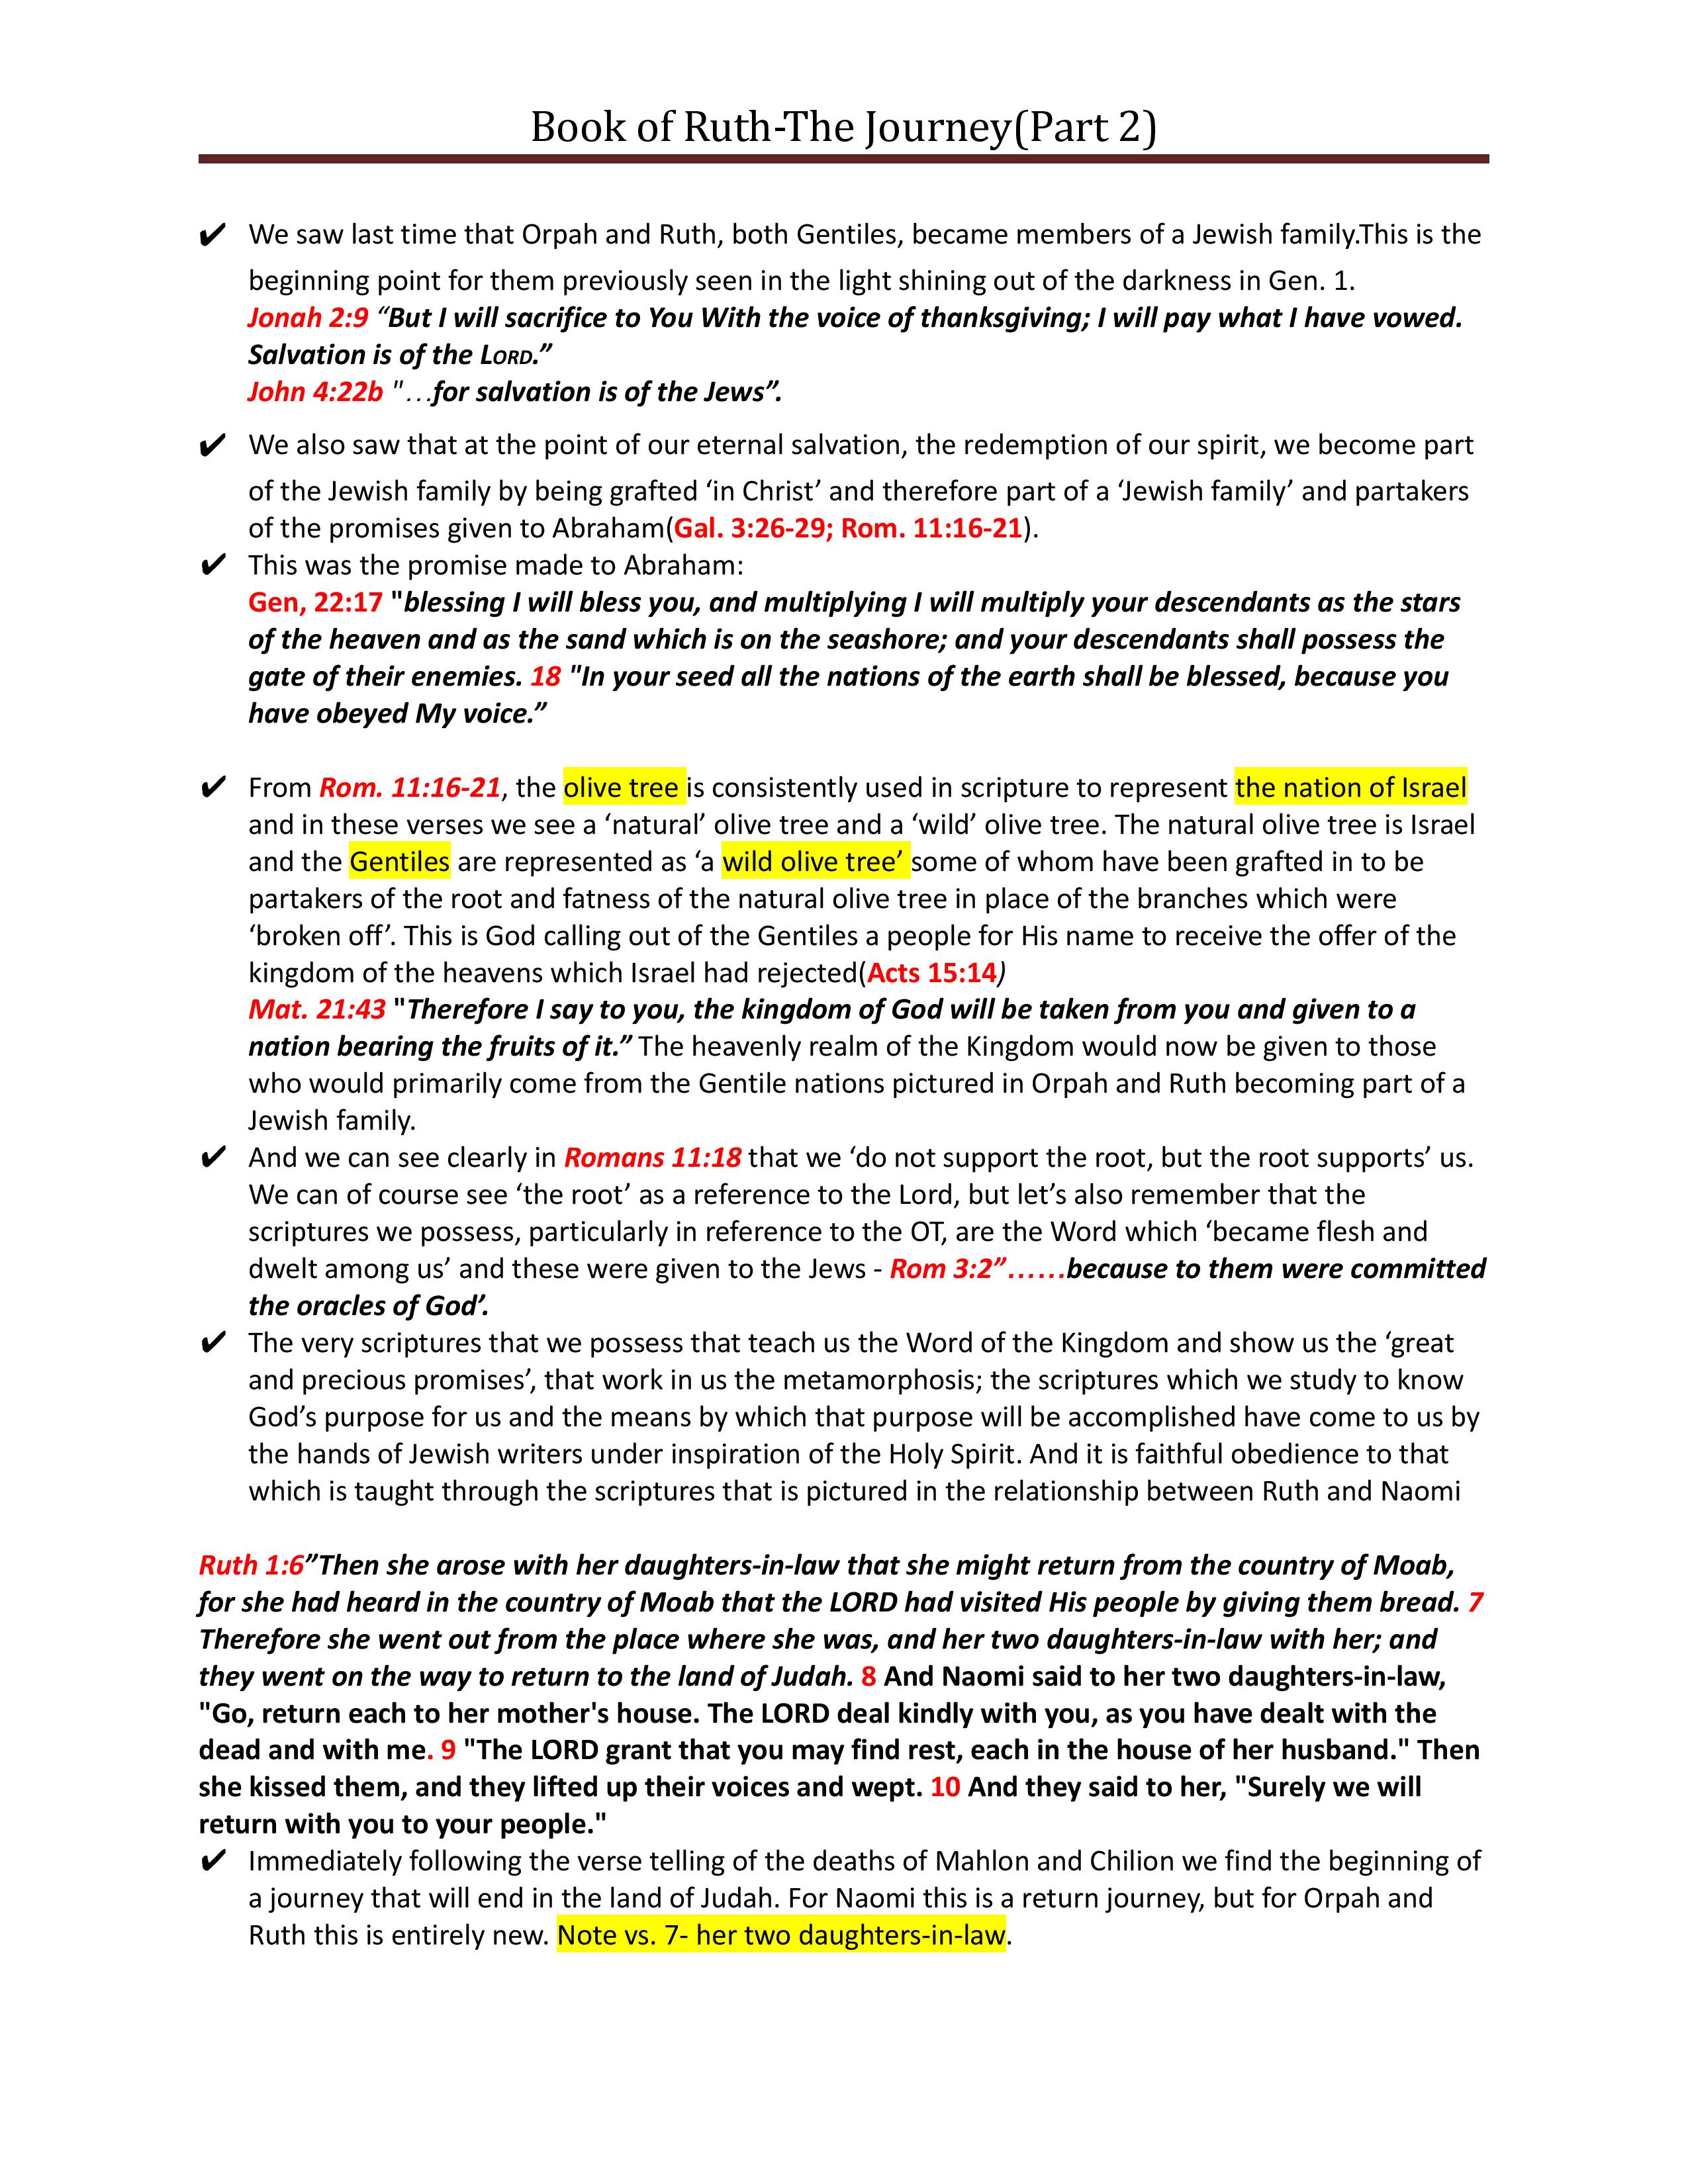 Book of Ruth-The Journey(Part 2)
✔ We saw last time that Orpah and Ruth, both Gentiles, became members of a Jewish family.This is the
beginning point for them previously seen in the light shining out of the darkness in Gen. 1.
Jonah 2:9 “But I will sacrifice to You With the voice of thanksgiving; I will pay what I have vowed.
Salvation is of the LORD.”
John 4:22b "…for salvation is of the Jews”.
✔ We also saw that at the point of our eternal salvation, the redemption of our spirit, we become part
of the Jewish family by being grafted ‘in Christ’ and therefore part of a ‘Jewish family’ and partakers
of the promises given to Abraham(Gal. 3:26-29; Rom. 11:16-21).
✔ This was the promise made to Abraham:
Gen, 22:17 "blessing I will bless you, and multiplying I will multiply your descendants as the stars
of the heaven and as the sand which is on the seashore; and your descendants shall possess the
gate of their enemies. 18 "In your seed all the nations of the earth shall be blessed, because you
have obeyed My voice.”
✔ From Rom. 11:16-21, the olive tree is consistently used in scripture to represent the nation of Israel
and in these verses we see a ‘natural’ olive tree and a ‘wild’ olive tree. The natural olive tree is Israel
and the Gentiles are represented as ‘a wild olive tree’ some of whom have been grafted in to be
partakers of the root and fatness of the natural olive tree in place of the branches which were
‘broken off’. This is God calling out of the Gentiles a people for His name to receive the offer of the
kingdom of the heavens which Israel had rejected(Acts 15:14)
Mat. 21:43 "Therefore I say to you, the kingdom of God will be taken from you and given to a
nation bearing the fruits of it.” The heavenly realm of the Kingdom would now be given to those
who would primarily come from the Gentile nations pictured in Orpah and Ruth becoming part of a
Jewish family.
✔ And we can see clearly in Romans 11:18 that we ‘do not support the root, but the root supports’ us.
We can of course see ‘the root’ as a reference to the Lord, but let’s also remember that the
scriptures we possess, particularly in reference to the OT, are the Word which ‘became flesh and
dwelt among us’ and these were given to the Jews - Rom 3:2”……because to them were committed
the oracles of God’.
✔ The very scriptures that we possess that teach us the Word of the Kingdom and show us the ‘great
and precious promises’, that work in us the metamorphosis; the scriptures which we study to know
God’s purpose for us and the means by which that purpose will be accomplished have come to us by
the hands of Jewish writers under inspiration of the Holy Spirit. And it is faithful obedience to that
which is taught through the scriptures that is pictured in the relationship between Ruth and Naomi
Ruth 1:6”Then she arose with her daughters-in-law that she might return from the country of Moab,
for she had heard in the country of Moab that the LORD had visited His people by giving them bread. 7
Therefore she went out from the place where she was, and her two daughters-in-law with her; and
they went on the way to return to the land of Judah. 8 And Naomi said to her two daughters-in-law,
"Go, return each to her mother's house. The LORD deal kindly with you, as you have dealt with the
dead and with me. 9 "The LORD grant that you may find rest, each in the house of her husband." Then
she kissed them, and they lifted up their voices and wept. 10 And they said to her, "Surely we will
return with you to your people."
✔ Immediately following the verse telling of the deaths of Mahlon and Chilion we find the beginning of
a journey that will end in the land of Judah. For Naomi this is a return journey, but for Orpah and
Ruth this is entirely new. Note vs. 7- her two daughters-in-law.